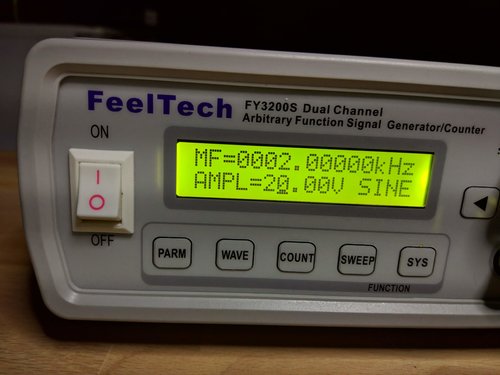 FeelTech
FY3200S Dual Channel
Arbitrary Function Signal Generator/Counter
ON
MF=0002.00000kHz
AMPL=20.00V SINE
OFF
PARM
WAVE
COUNT
SWEEP
SYS
FUNCTION